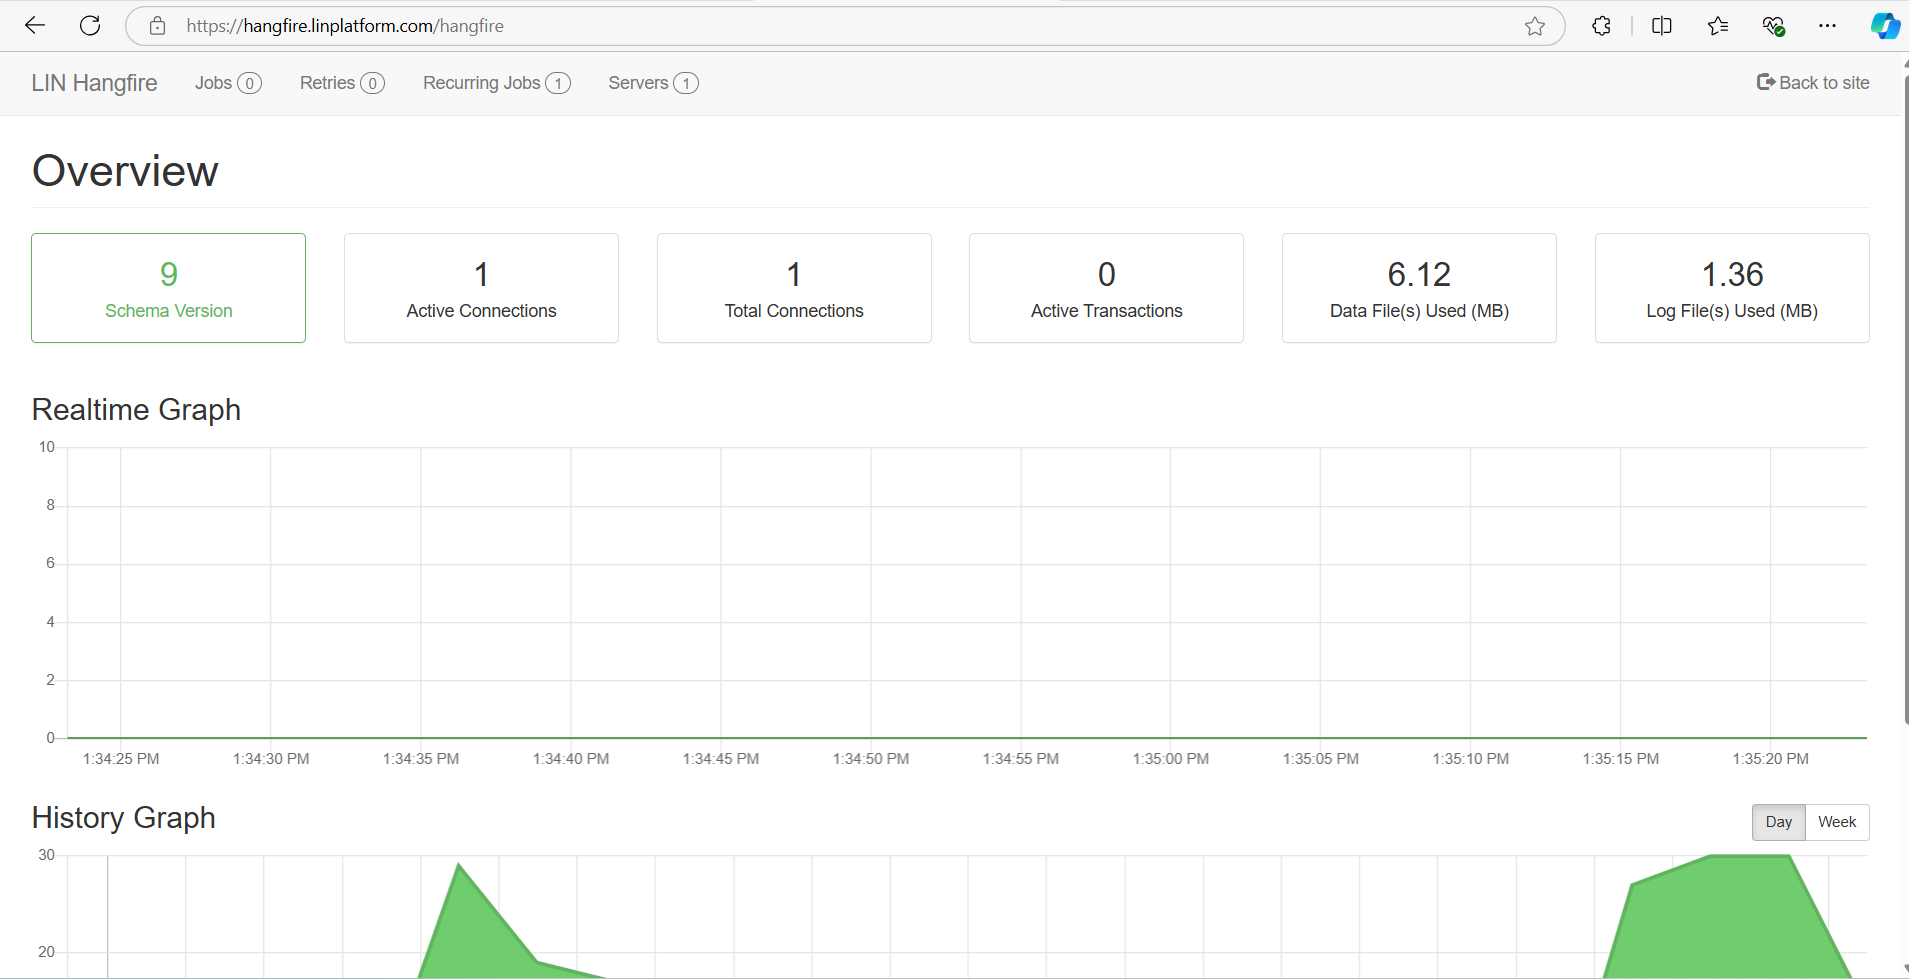 https://hangfire.linplatform.com/hangfire
LIN Hangfire Jobs 0 Retries 0 Recurring Jobs 1 Servers 1 Back to site
Overview
9 1 1 0 6.12 1.36
Schema Version Active Connections Total Connections Active Transactions Data File(s) Used (MB) Log File(s) Used (MB)
Realtime Graph
10
8
6
4
2
0
1:34:25 PM 1:34:30 PM 1:34:35 PM 1:34:40 PM 1:34:45 PM 1:34:50 PM 1:34:55 PM 1:35:00 PM 1:35:05 PM 1:35:10 PM 1:35:15 PM 1:35:20 PM
History Graph Day Week
30
20